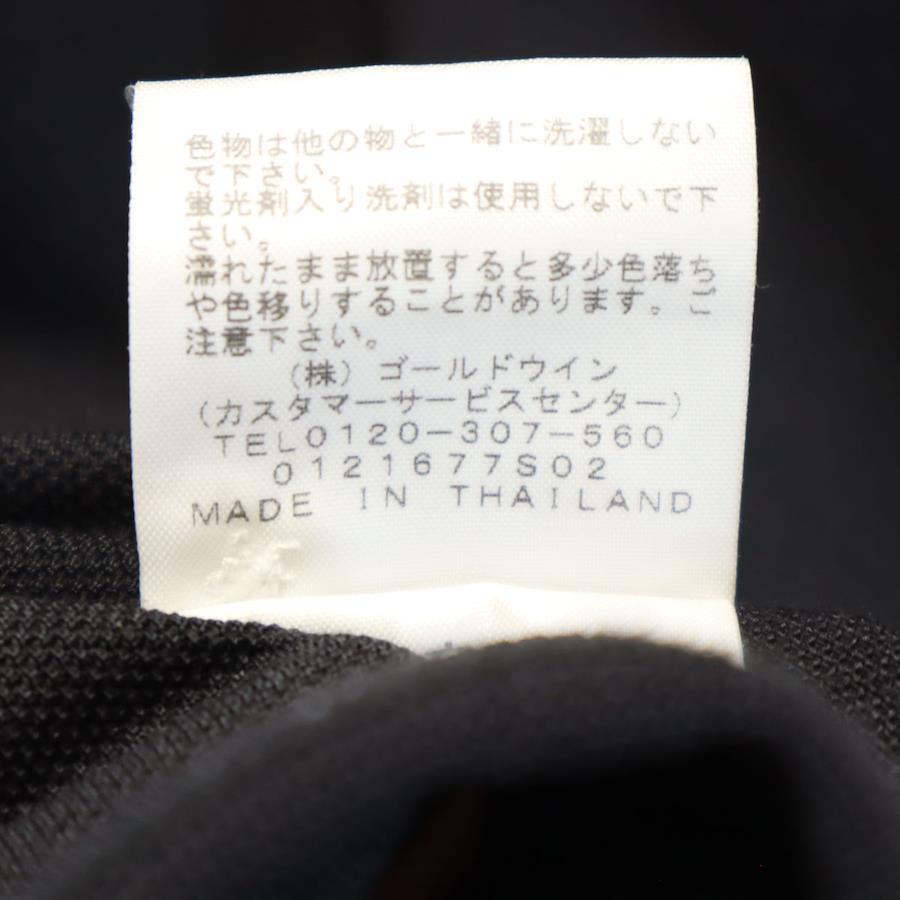 色物は他の物と一緒に洗濯しない
で下さい。
蛍光剤入り洗剤は使用しないで下
さい。
濡れたまま放置すると多少色落ち
や色移りすることがあります。ご
注意下さい。
(株)ゴールドウイン
(カスタマーサービスセンター)
TEL0120-307-560
0121677S02
MADE IN THAILAND